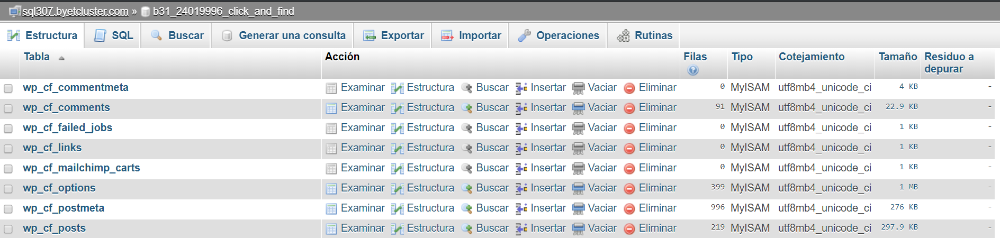 sql307.byetcluster.com » b31_24019996_click_and_find
Estructura SQL Buscar Generar una consulta Exportar Importar Operaciones Rutinas
Tabla Acción Filas Tipo Cotejamiento Tamaño Residuo a depurar
wp_cf_commentmeta Examinar Estructura Buscar Insertar Vaciar Eliminar 0 MyISAM utf8mb4_unicode_ci 4 KB -
wp_cf_comments Examinar Estructura Buscar Insertar Vaciar Eliminar 91 MyISAM utf8mb4_unicode_ci 22.9 KB -
wp_cf_failed_jobs Examinar Estructura Buscar Insertar Vaciar Eliminar 0 MyISAM utf8mb4_unicode_ci 1 KB -
wp_cf_links Examinar Estructura Buscar Insertar Vaciar Eliminar 0 MyISAM utf8mb4_unicode_ci 1 KB -
wp_cf_mailchimp_carts Examinar Estructura Buscar Insertar Vaciar Eliminar 0 MyISAM utf8mb4_unicode_ci 1 KB -
wp_cf_options Examinar Estructura Buscar Insertar Vaciar Eliminar 399 MyISAM utf8mb4_unicode_ci 1 MB -
wp_cf_postmeta Examinar Estructura Buscar Insertar Vaciar Eliminar 996 MyISAM utf8mb4_unicode_ci 276 KB -
wp_cf_posts Examinar Estructura Buscar Insertar Vaciar Eliminar 219 MyISAM utf8mb4_unicode_ci 297.9 KB -